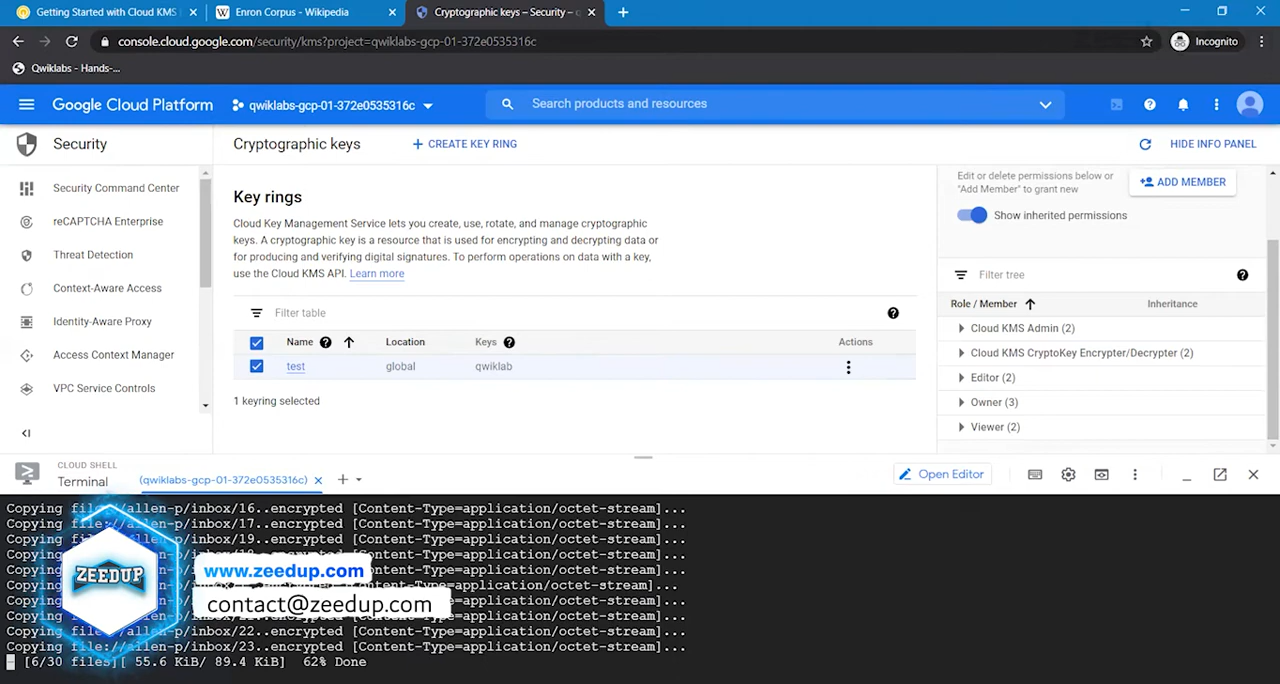 Getting Started with Cloud KMS
Enron Corpus - Wikipedia
Cryptographic keys – Security –
console.cloud.google.com/security/kms?project=qwiklabs-gcp-01-372e0535316c
Incognito
Qwiklabs - Hands-...
Google Cloud Platform
qwiklabs-gcp-01-372e0535316c
Search products and resources
Security
Cryptographic keys
CREATE KEY RING
HIDE INFO PANEL
Security Command Center
reCAPTCHA Enterprise
Threat Detection
Context-Aware Access
Identity-Aware Proxy
Access Context Manager
VPC Service Controls
Key rings
Cloud Key Management Service lets you create, use, rotate, and manage cryptographic
keys. A cryptographic key is a resource that is used for encrypting and decrypting data or
for producing and verifying digital signatures. To perform operations on data with a key,
use the Cloud KMS API. Learn more
Filter table
Name Location Keys Actions
test global qwiklab
1 keyring selected
Edit or delete permissions below or
"Add Member" to grant new
ADD MEMBER
Show inherited permissions
Filter tree
Role / Member Inheritance
Cloud KMS Admin (2)
Cloud KMS CryptoKey Encrypter/Decrypter (2)
Editor (2)
Owner (3)
Viewer (2)
CLOUD SHELL
Terminal
(qwiklabs-gcp-01-372e0535316c)
Open Editor
Copying file://allen-p/inbox/16..encrypted [Content-Type=application/octet-stream]...
Copying file://allen-p/inbox/17..encrypted [Content-Type=application/octet-stream]...
Copying file://allen-p/inbox/19..encrypted [Content-Type=application/octet-stream]...
Copying [Content-Type=application/octet-stream]...
Copying [Content-Type=application/octet-stream]...
Copying [Content-Type=application/octet-stream]...
Copying [Content-Type=application/octet-stream]...
Copying [Content-Type=application/octet-stream]...
Copying inbox/22..encrypted [Content-Type=application/octet-stream]...
Copying file://allen-p/inbox/23..encrypted [Content-Type=application/octet-stream]...
[6/30 files][ 55.6 KiB/ 89.4 KiB] 62% Done
ZEEDUP
www.zeedup.com
contact@zeedup.com